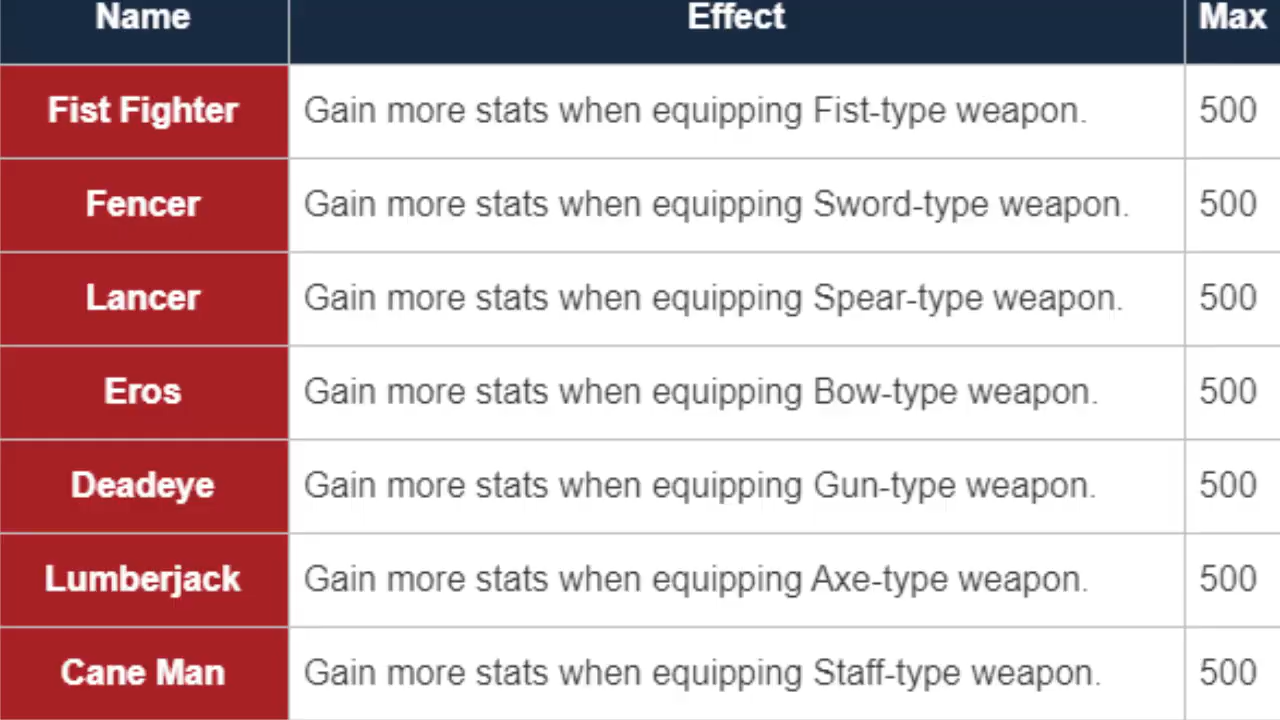 Name Effect Max
Fist Fighter Gain more stats when equipping Fist-type weapon. 500
Fencer Gain more stats when equipping Sword-type weapon. 500
Lancer Gain more stats when equipping Spear-type weapon. 500
Eros Gain more stats when equipping Bow-type weapon. 500
Deadeye Gain more stats when equipping Gun-type weapon. 500
Lumberjack Gain more stats when equipping Axe-type weapon. 500
Cane Man Gain more stats when equipping Staff-type weapon. 500